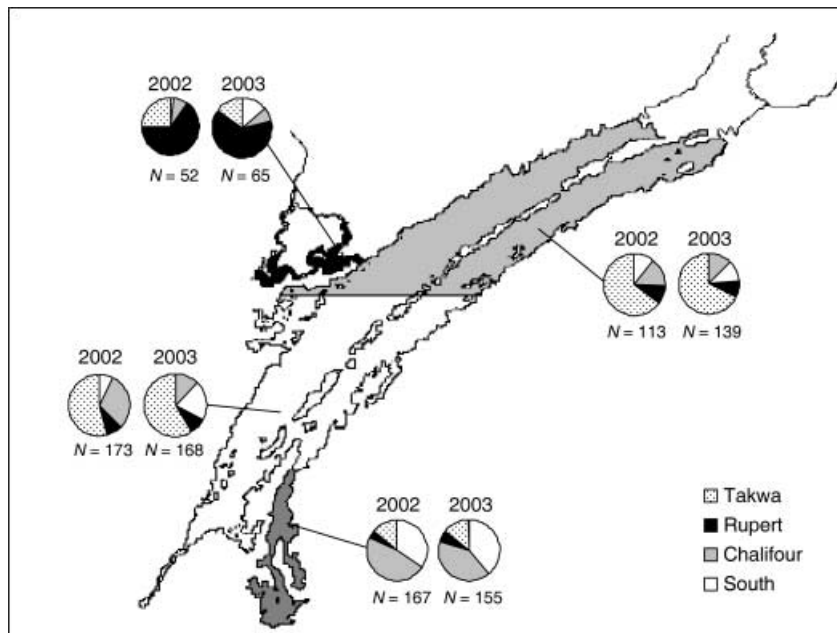 2002 2003
N = 52 N = 65
2002 2003
N = 113 N = 139
2002 2003
N = 173 N = 168
2002 2003
N = 167 N = 155
Takwa
Rupert
Chalifour
South